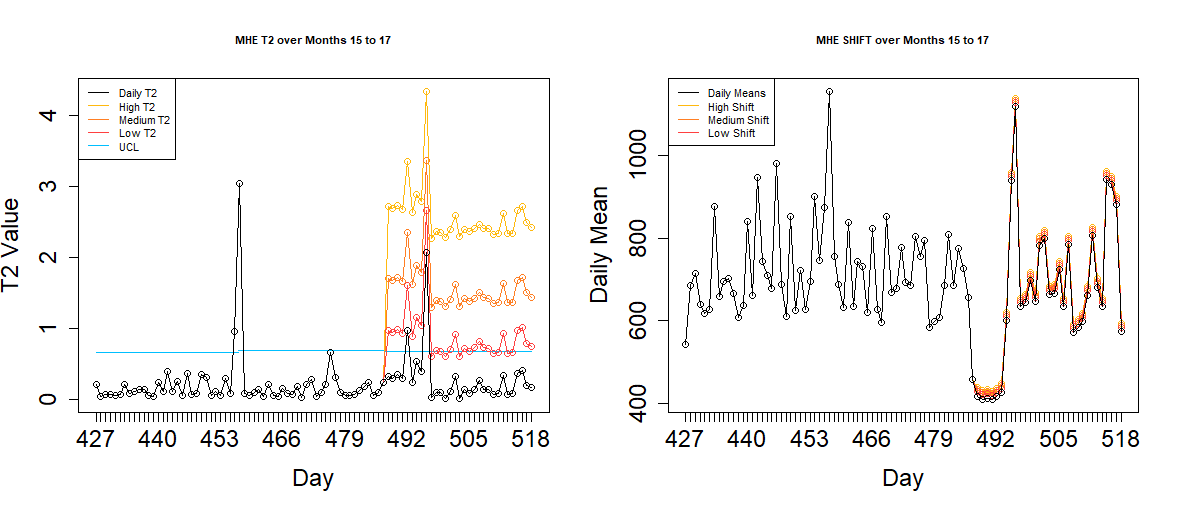 MHE T2 over Months 15 to 17
Daily T2
High T2
Medium T2
Low T2
UCL
T2 Value
4
3
2
1
0
427 440 453 466 479 492 505 518
Day
MHE SHIFT over Months 15 to 17
Daily Means
High Shift
Medium Shift
Low Shift
Daily Mean
1000
800
600
400
427 440 453 466 479 492 505 518
Day